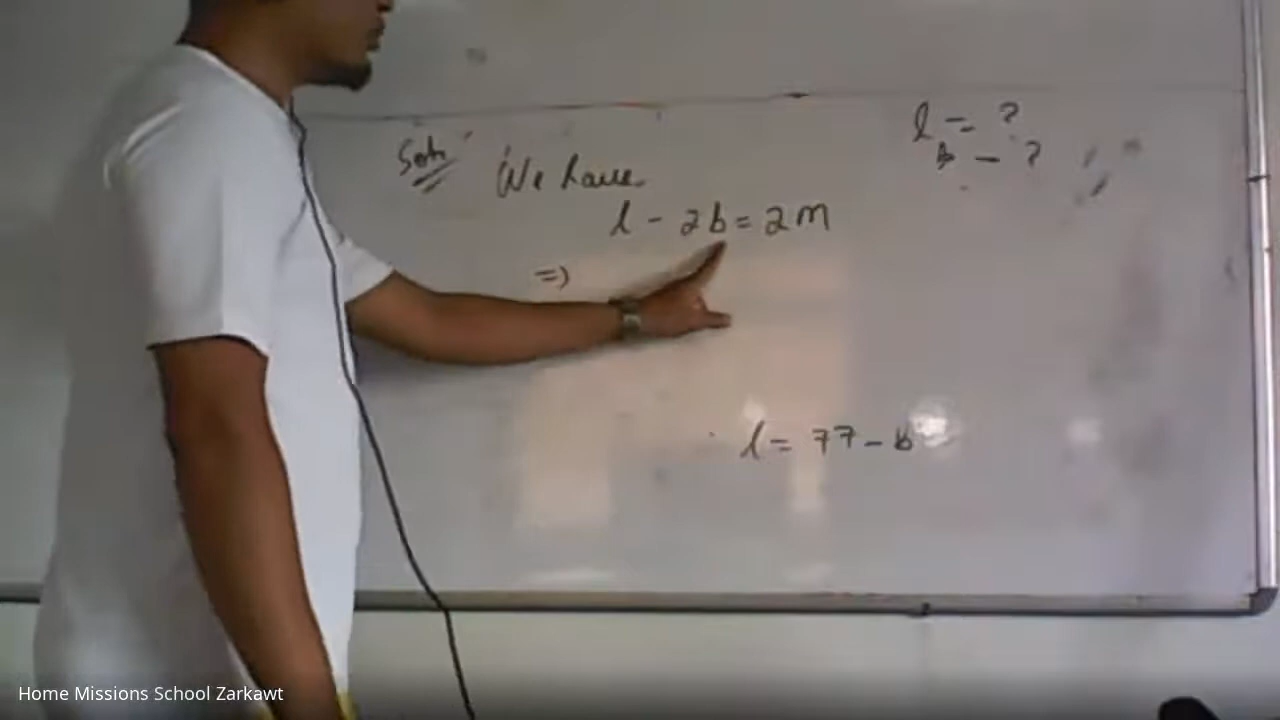 l = ?
b — ?
Soln
We have
l - 2b = 2m
=)
l = 77 - b
Home Missions School Zarkawt